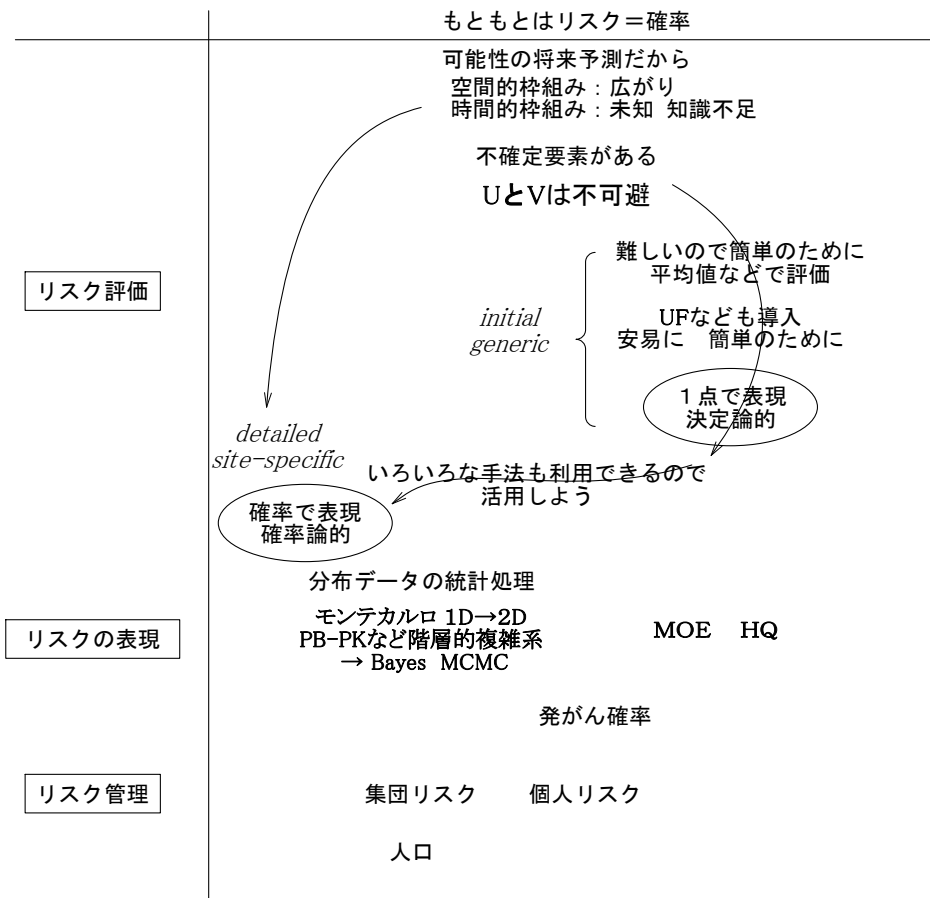 もともとはリスク=確率
可能性の将来予測だから
空間的枠組み：広がり
時間的枠組み：未知 知識不足
不確定要素がある
UとVは不可避
リスク評価
難しいので簡単のために
平均値などで評価
initial
generic
UFなども導入
安易に 簡単のために
１点で表現
決定論的
detailed
site-specific
いろいろな手法も利用できるので
活用しよう
確率で表現
確率論的
分布データの統計処理
リスクの表現
モンテカルロ 1D→2D
PB-PKなど階層的複雑系
→ Bayes MCMC
MOE HQ
発がん確率
リスク管理
集団リスク 個人リスク
人口